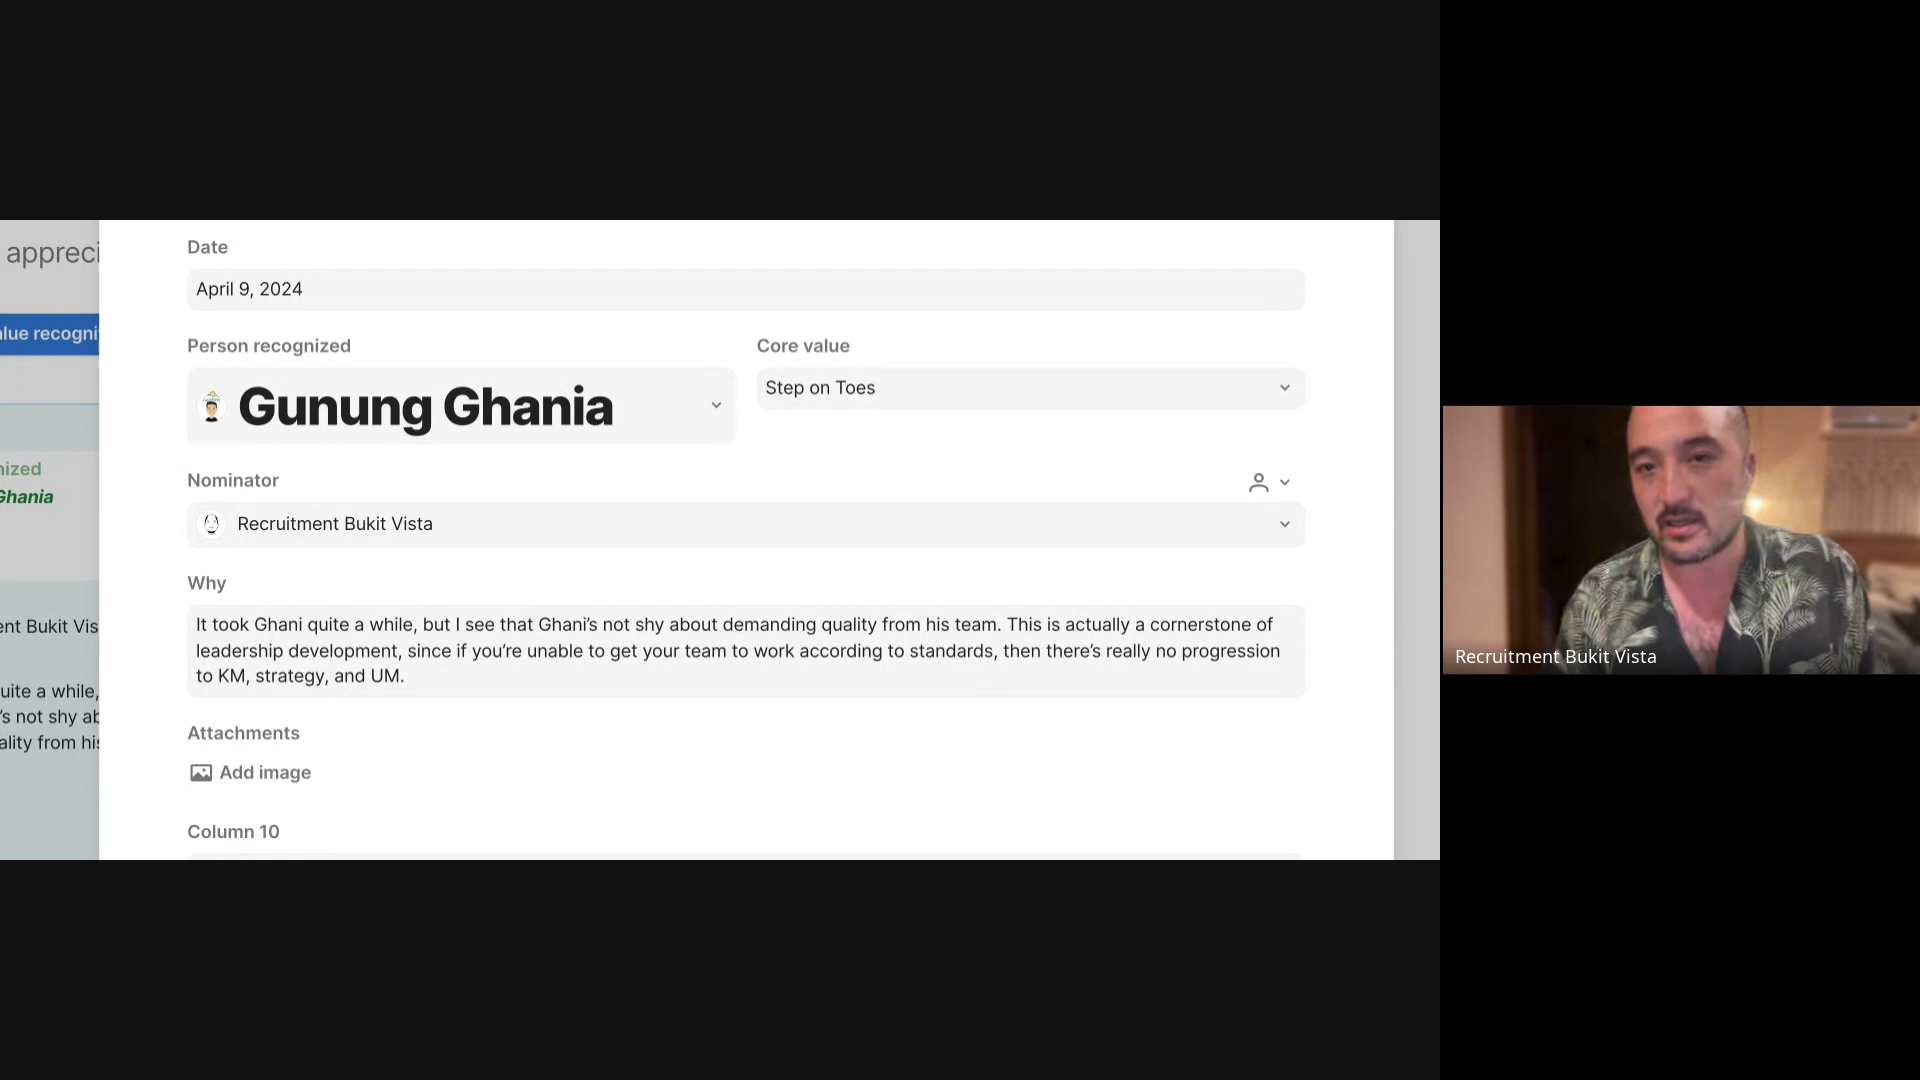 appreci
alue recogni
nized
Ghania
ent Bukit Vis
uite a while,
's not shy ab
ality from his
Date
April 9, 2024
Person recognized
Gunung Ghania
Core value
Step on Toes
Nominator
Recruitment Bukit Vista
Why
It took Ghani quite a while, but I see that Ghani’s not shy about demanding quality from his team. This is actually a cornerstone of
leadership development, since if you’re unable to get your team to work according to standards, then there’s really no progression
to KM, strategy, and UM.
Attachments
Add image
Column 10
Recruitment Bukit Vista